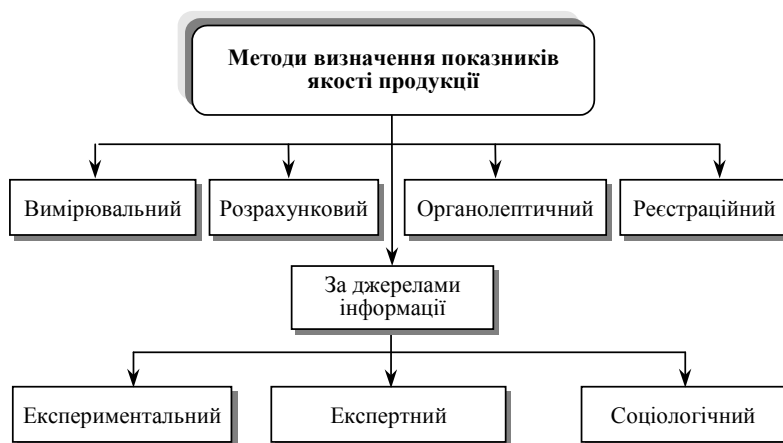 Методи визначення показників
якості продукції
Вимірювальний
Розрахунковий
Органолептичний
Реєстраційний
За джерелами
інформації
Експериментальний
Експертний
Соціологічний